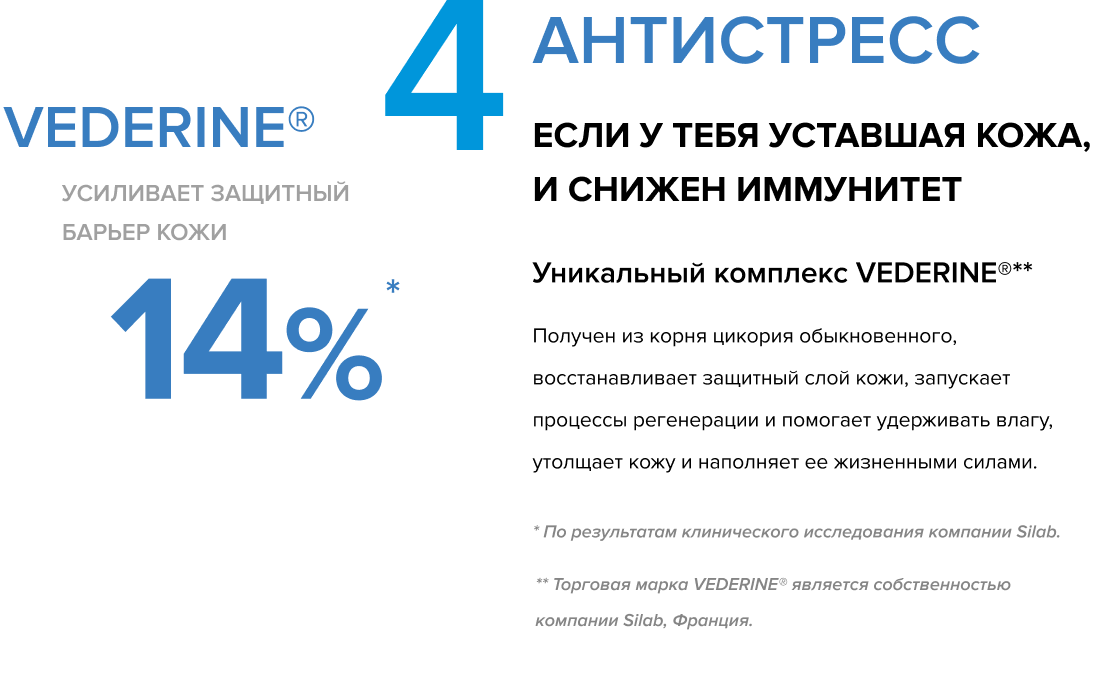 VEDERINE®
УСИЛИВАЕТ ЗАЩИТНЫЙ
БАРЬЕР КОЖИ
14%*
4
АНТИСТРЕСС
ЕСЛИ У ТЕБЯ УСТАВШАЯ КОЖА,
И СНИЖЕН ИММУНИТЕТ
Уникальный комплекс VEDERINE®**
Получен из корня цикория обыкновенного,
восстанавливает защитный слой кожи, запускает
процессы регенерации и помогает удерживать влагу,
утолщает кожу и наполняет ее жизненными силами.
* По результатам клинического исследования компании Silab.
** Торговая марка VEDERINE® является собственностью
компании Silab, Франция.